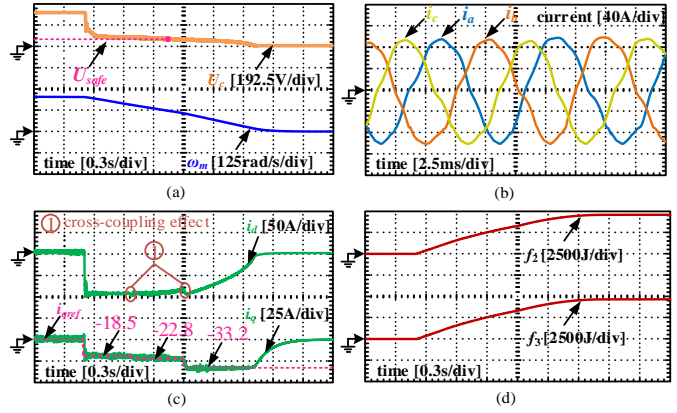 U_safe
U_c [192.5V/div]
time [0.3s/div]
ω_m [125rad/s/div]
(a)
i_c i_a i_b current [40A/div]
time [2.5ms/div]
(b)
① cross-coupling effect
①
i_d [50A/div]
i_qref
-18.5
22.8
33.2
i_q [25A/div]
time [0.3s/div]
(c)
f_2 [2500J/div]
f_3 [2500J/div]
time [0.3s/div]
(d)